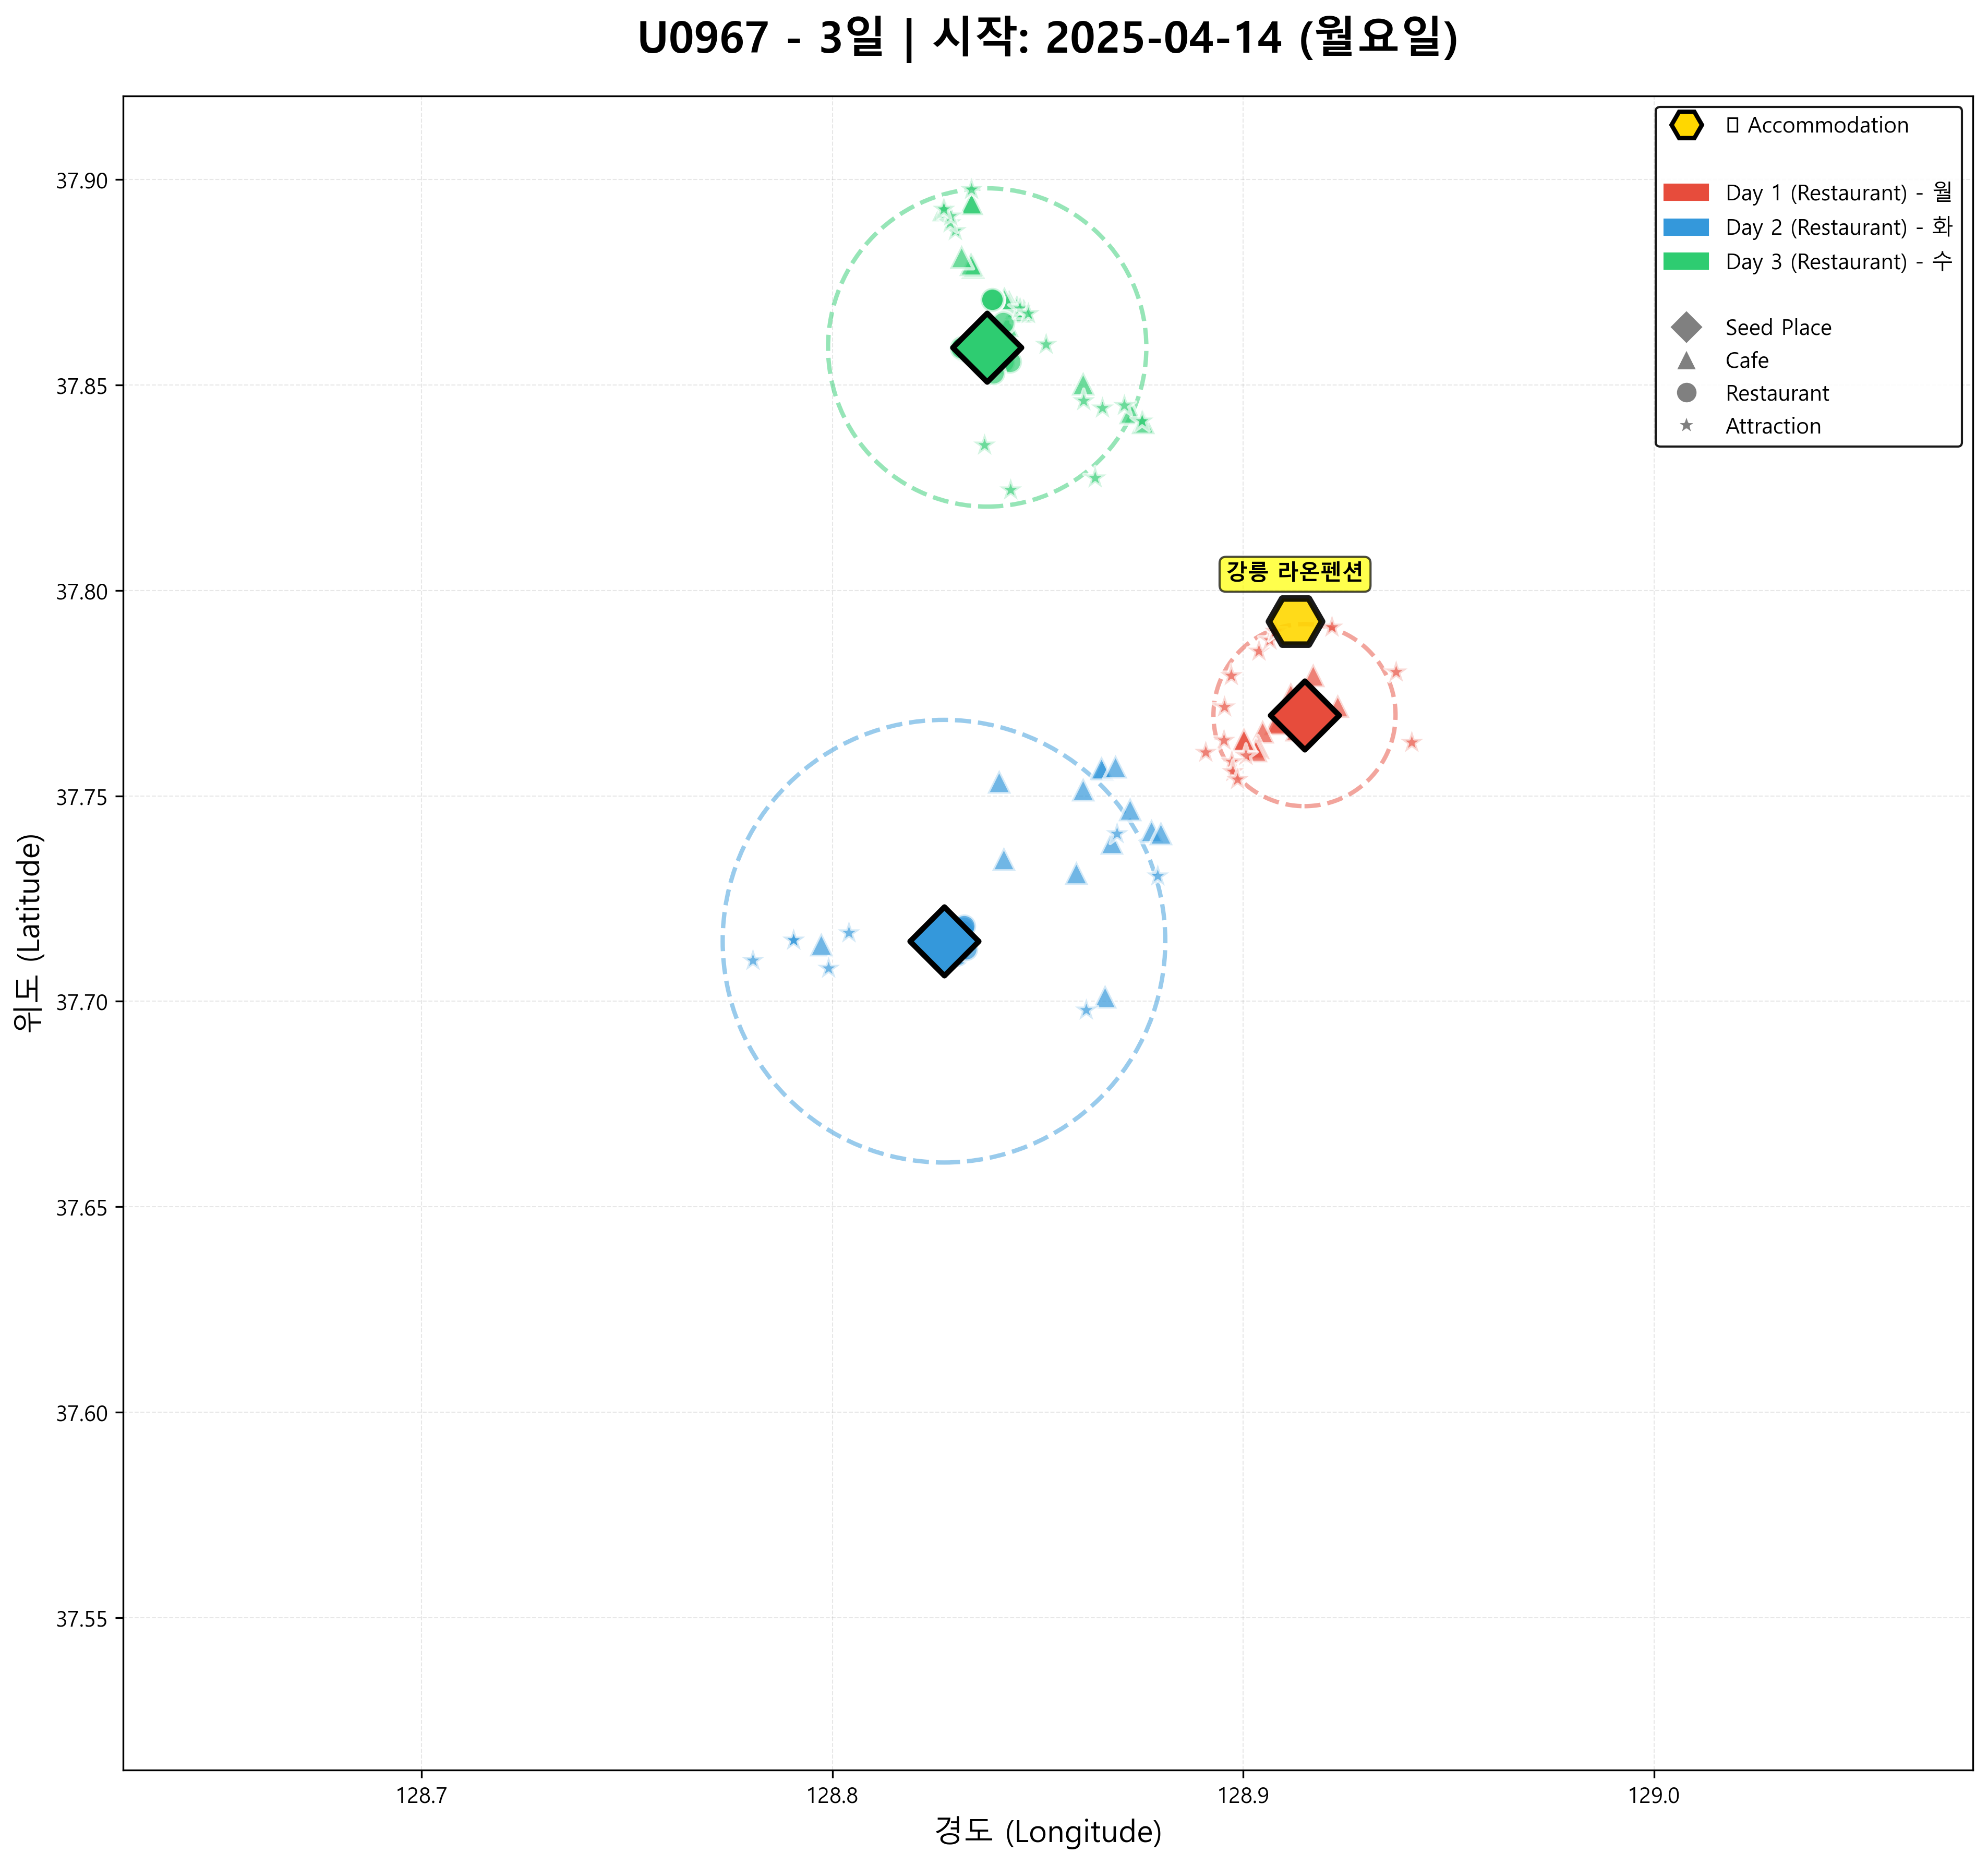 U0967 - 3일 | 시작: 2025-04-14 (월요일)
Accommodation
Day 1 (Restaurant) - 월
Day 2 (Restaurant) - 화
Day 3 (Restaurant) - 수
Seed Place
Cafe
Restaurant
Attraction
강릉 라온펜션
위도 (Latitude)
37.90
37.85
37.80
37.75
37.70
37.65
37.60
37.55
128.7
128.8
128.9
129.0
경도 (Longitude)